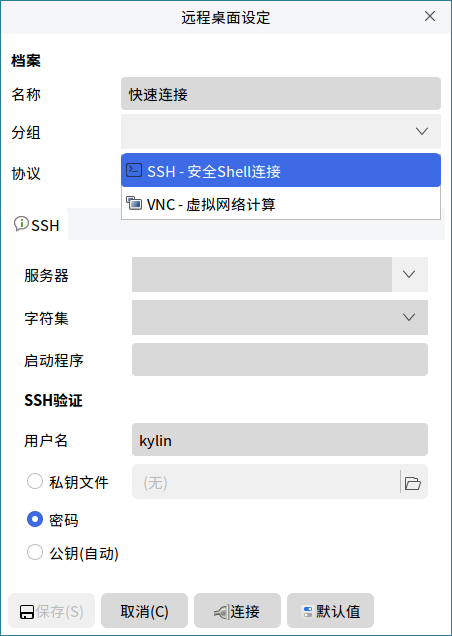 远程桌面设定
档案
名称 快速连接
分组
协议 SSH - 安全Shell连接
VNC - 虚拟网络计算
SSH
服务器
字符集
启动程序
SSH验证
用户名 kylin
私钥文件 (无)
密码
公钥(自动)
保存(S) 取消(C) 连接 默认值